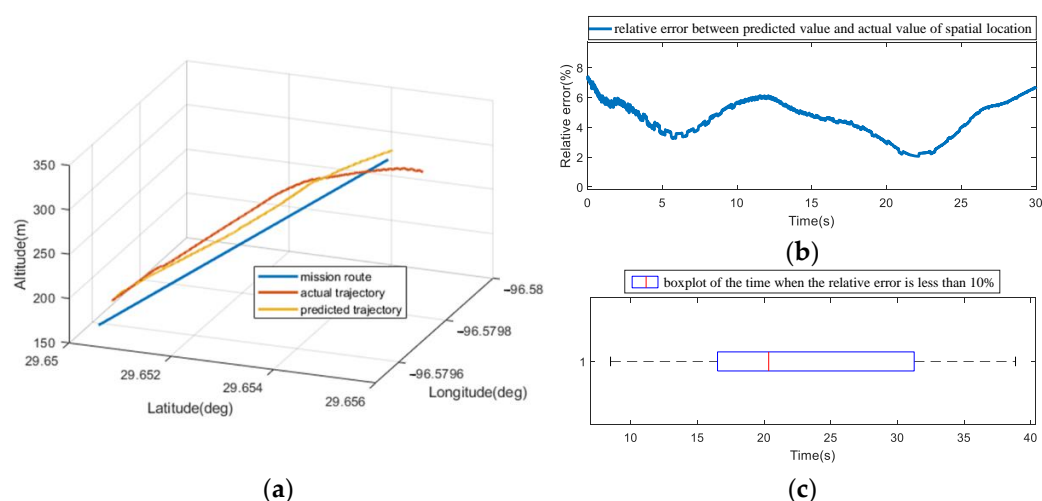 350
300
250
200
150
Altitude(m)
29.65
29.652
29.654
29.656
Latitude(deg)
−96.58
−96.5798
−96.5796
Longitude(deg)
mission route
actual trajectory
predicted trajectory
(a)
relative error between predicted value and actual value of spatial location
8
6
4
2
0
Relative error(%)
0 5 10 15 20 25 30
Time(s)
(b)
boxplot of the time when the relative error is less than 10%
1
10 15 20 25 30 35 40
Time(s)
(c)